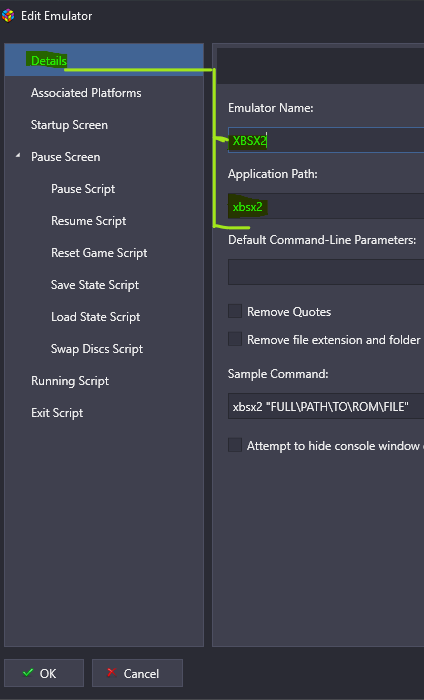 Edit Emulator
Details
Associated Platforms
Startup Screen
Pause Screen
Pause Script
Resume Script
Reset Game Script
Save State Script
Load State Script
Swap Discs Script
Running Script
Exit Script
Emulator Name:
XBSX2
Application Path:
xbsx2
Default Command-Line Parameters:
Remove Quotes
Remove file extension and folder
Sample Command:
xbsx2 "FULL\PATH\TO\ROM\FILE"
Attempt to hide console window
OK
Cancel